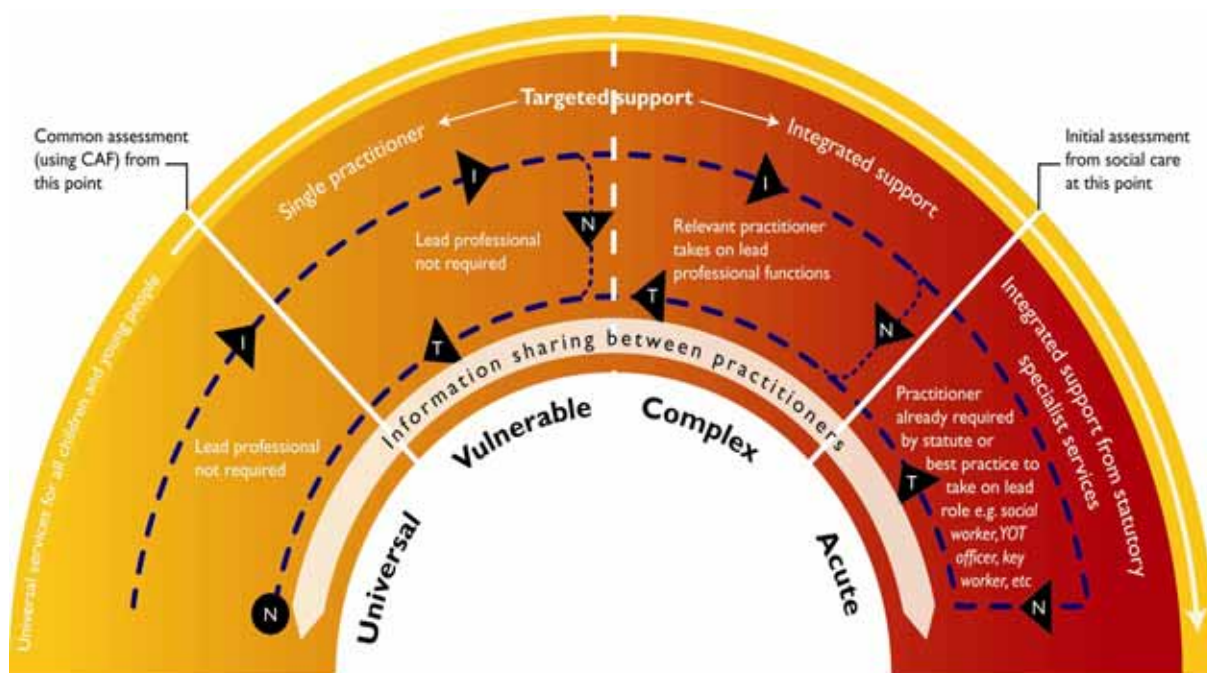 Targeted support
Common assessment
(using CAF) from
this point
Initial assessment
from social care
at this point
Universal services for all children and young people
Single practitioner
Integrated support
Integrated support from statutory
specialist services
I
I
I
N
N
T
T
T
N
N
Lead professional
not required
Lead professional
not required
Relevant practitioner
takes on lead
professional functions
Practitioner
already required
by statute or
best practice to
take on lead
role e.g. social
worker, YOT
officer, key
worker, etc
Information sharing between practitioners
Universal
Vulnerable
Complex
Acute